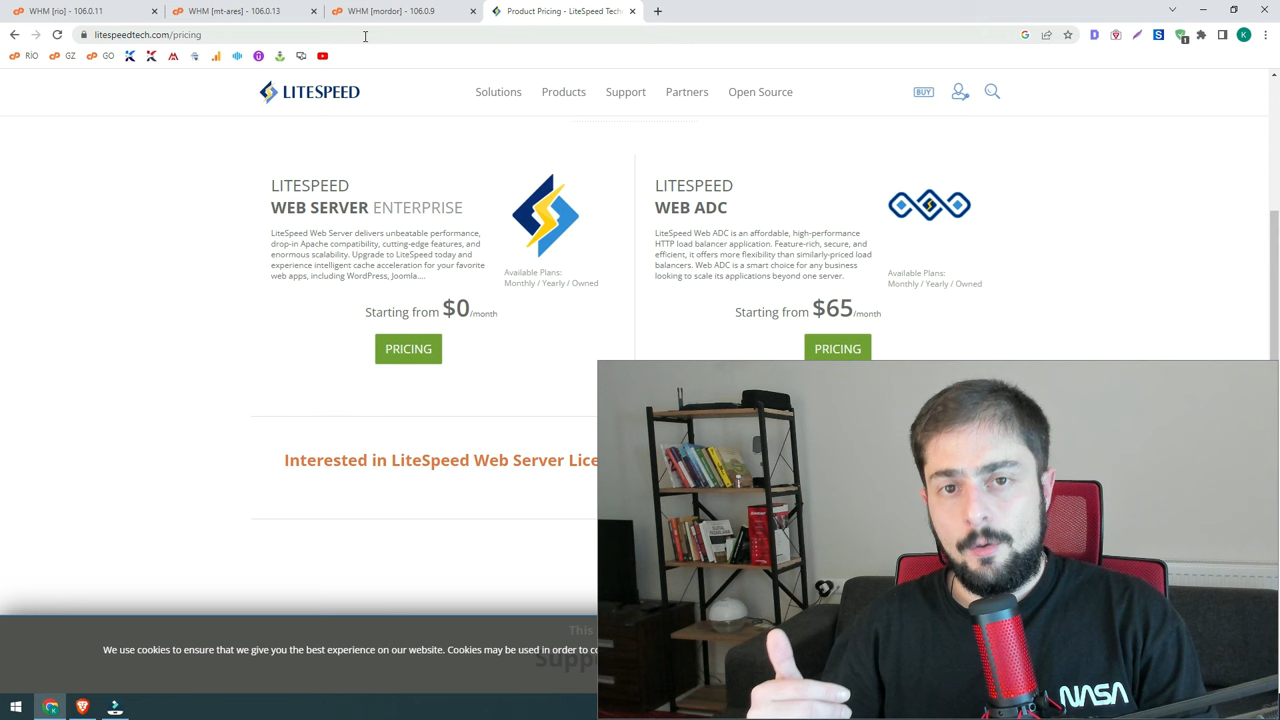 WHM [rio] - 106.0.11
WHM [mt-ares] - 106.0.13
WHM [mordor] - 106.0.9
Product Pricing - LiteSpeed Tech
litespeedtech.com/pricing
RİO
GZ
GO
LITESPEED
Solutions
Products
Support
Partners
Open Source
BUY
LITESPEED
WEB SERVER ENTERPRISE
LiteSpeed Web Server delivers unbeatable performance,
drop-in Apache compatibility, cutting-edge features, and
enormous scalability. Upgrade to LiteSpeed today and
experience intelligent cache acceleration for your favorite
web apps, including WordPress, Joomla....
Available Plans:
Monthly / Yearly / Owned
Starting from $0/month
PRICING
LITESPEED
WEB ADC
LiteSpeed Web ADC is an affordable, high-performance
HTTP load balancer application. Feature-rich, secure, and
efficient, it offers more flexibility than similarly-priced load
balancers. Web ADC is a smart choice for any business
looking to scale its applications beyond one server.
Available Plans:
Monthly / Yearly / Owned
Starting from $65/month
PRICING
Interested in LiteSpeed Web Server Lice
This
Supp
We use cookies to ensure that we give you the best experience on our website. Cookies may be used in order to co
NASA